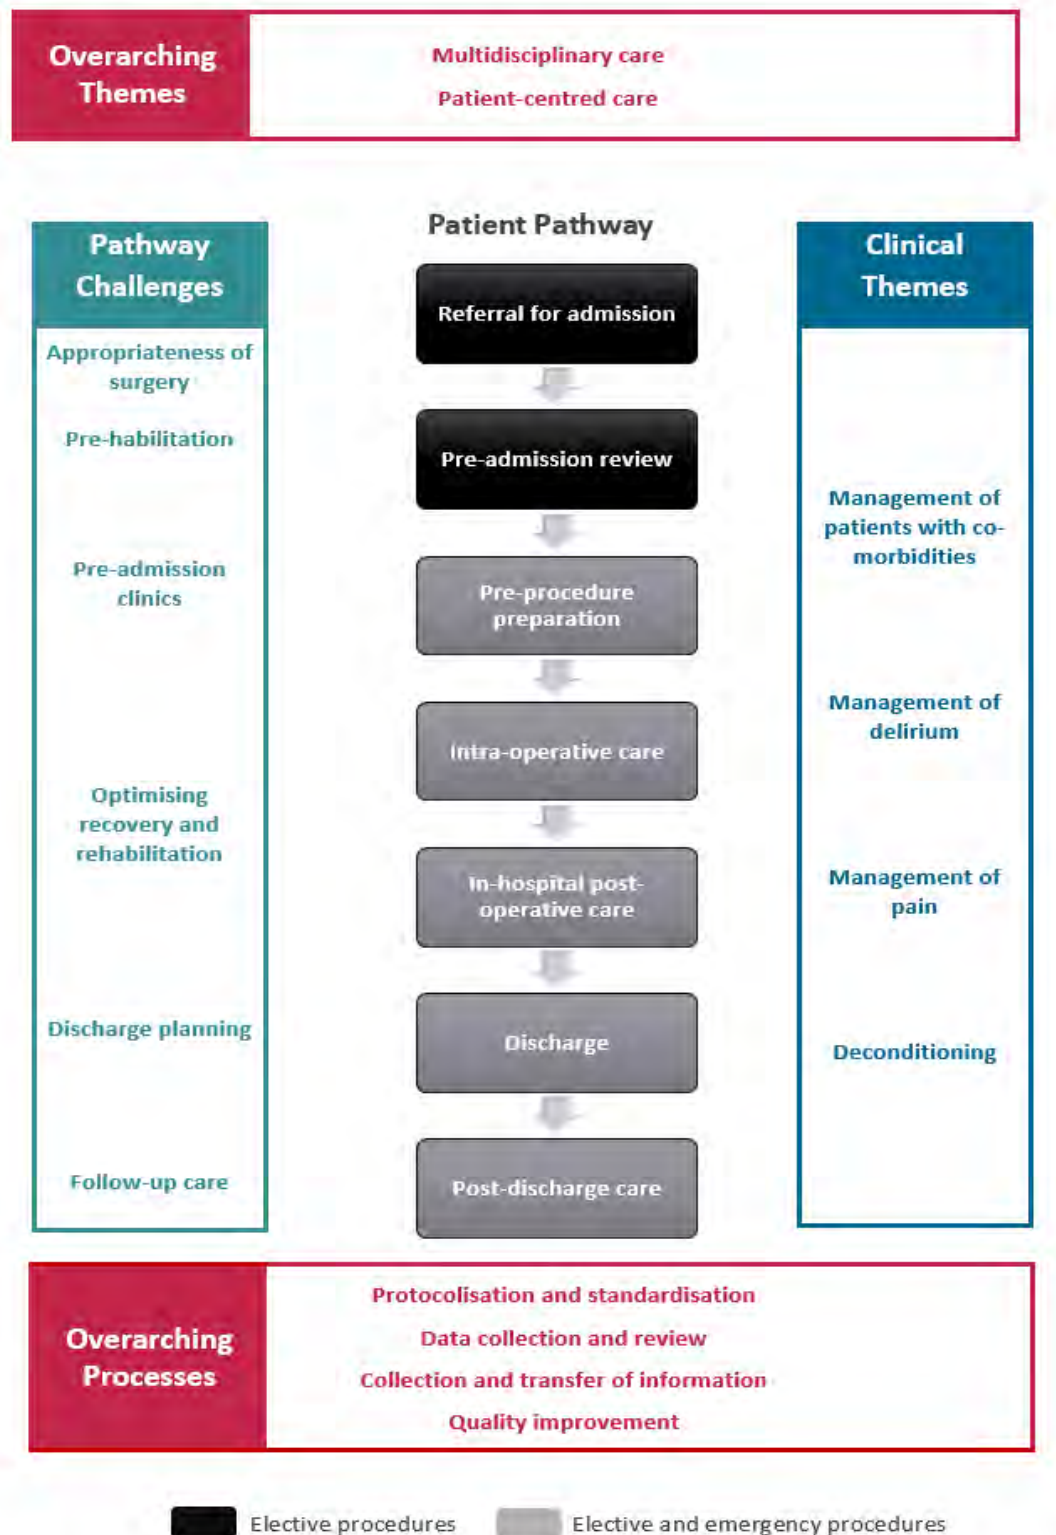 Overarching
Themes
Multidisciplinary care
Patient-centred care
Patient Pathway
Pathway
Challenges
Appropriateness of
surgery
Pre-habilitation
Pre-admission
clinics
Optimising
recovery and
rehabilitation
Discharge planning
Follow-up care
Referral for admission
Pre-admission review
Pre-procedure
preparation
Intra-operative care
In-hospital post-
operative care
Discharge
Post-discharge care
Clinical
Themes
Management of
patients with co-
morbidities
Management of
delirium
Management of
pain
Deconditioning
Overarching
Processes
Protocolisation and standardisation
Data collection and review
Collection and transfer of information
Quality improvement
Elective procedures
Elective and emergency procedures